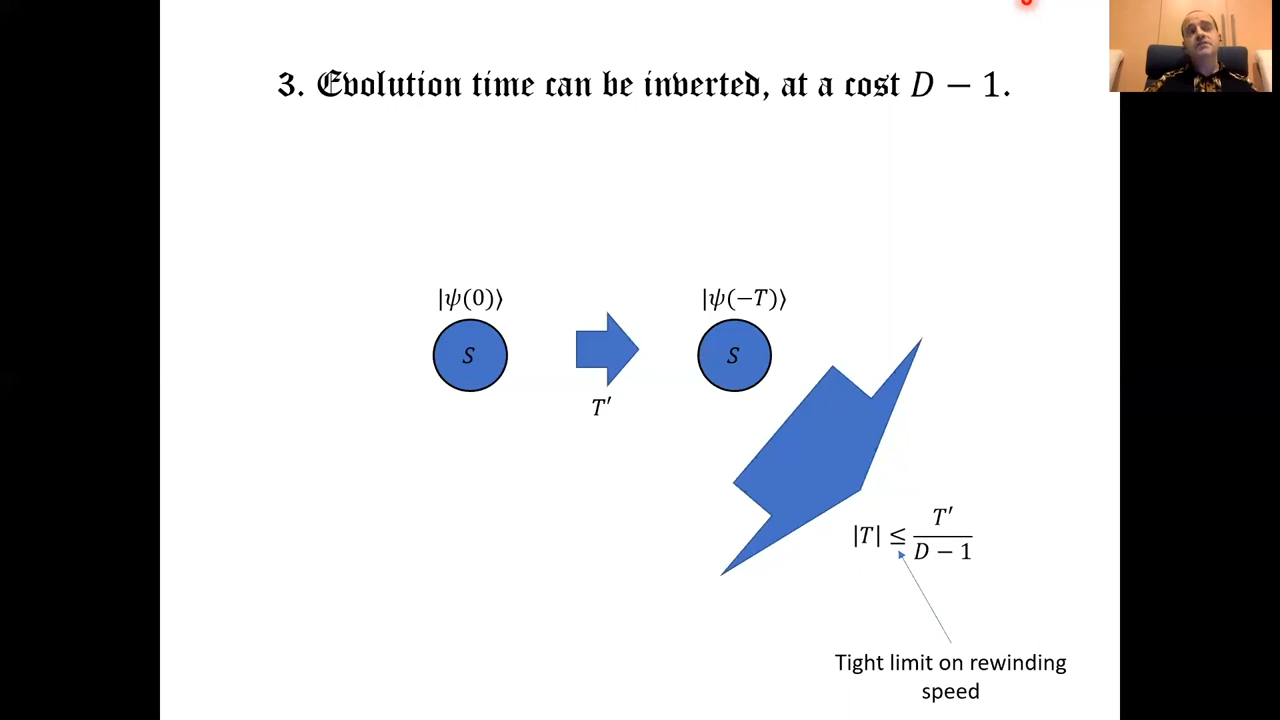 3. Evolution time can be inverted, at a cost D − 1.
|ψ(0)⟩
|ψ(−T)⟩
S
S
T′
|T| ≤ T′ / D − 1
Tight limit on rewinding
speed